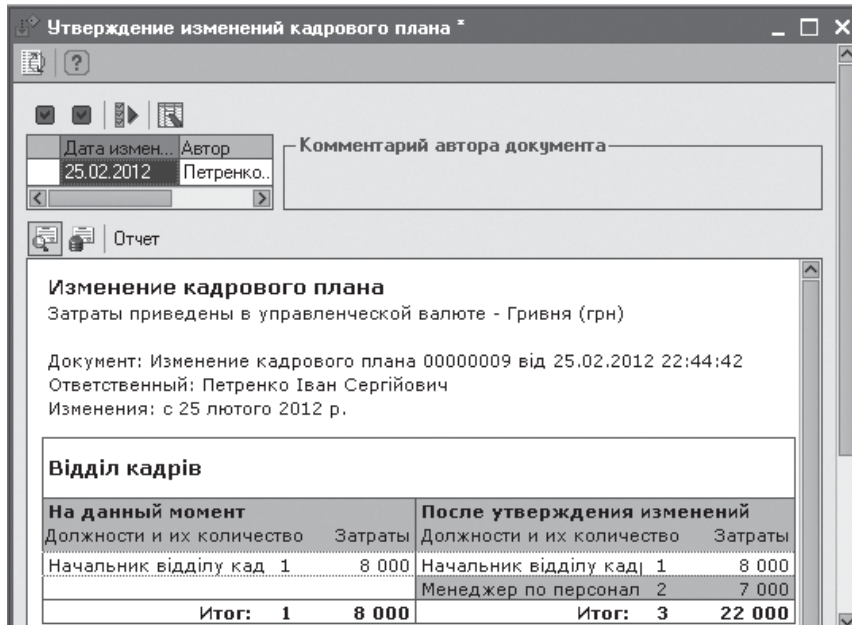 Утверждение изменений кадрового плана *
Дата измен... Автор
25.02.2012 Петренко..
Комментарий автора документа
Отчет
Изменение кадрового плана
Затраты приведены в управленческой валюте - Гривня (грн)
Документ: Изменение кадрового плана 00000009 від 25.02.2012 22:44:42
Ответственный: Петренко Іван Сергійович
Изменения: с 25 лютого 2012 р.
Відділ кадрів
На данный момент После утверждения изменений
Должности и их количество Затраты Должности и их количество Затраты
Начальник відділу кад 1 8 000 Начальник відділу кад 1 8 000
Менеджер по персонал 2 7 000
Итог: 1 8 000 Итог: 3 22 000